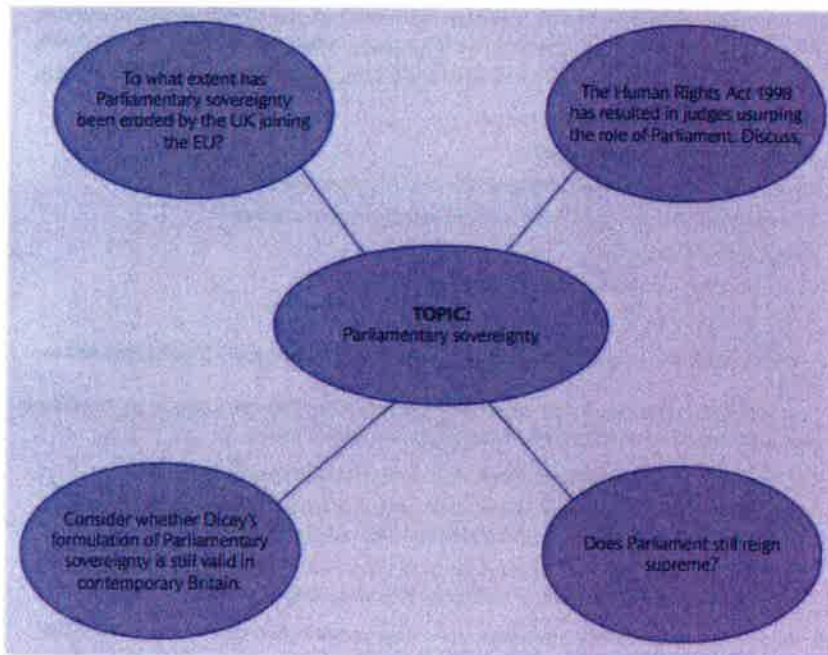 To what extent has
Parliamentary sovereignty
been eroded by the UK joining
the EU?
The Human Rights Act 1998
has resulted in judges usurping
the role of Parliament. Discuss.
TOPIC:
Parliamentary sovereignty
Consider whether Dicey's
formulation of Parliamentary
sovereignty is still valid in
contemporary Britain.
Does Parliament still reign
supreme?